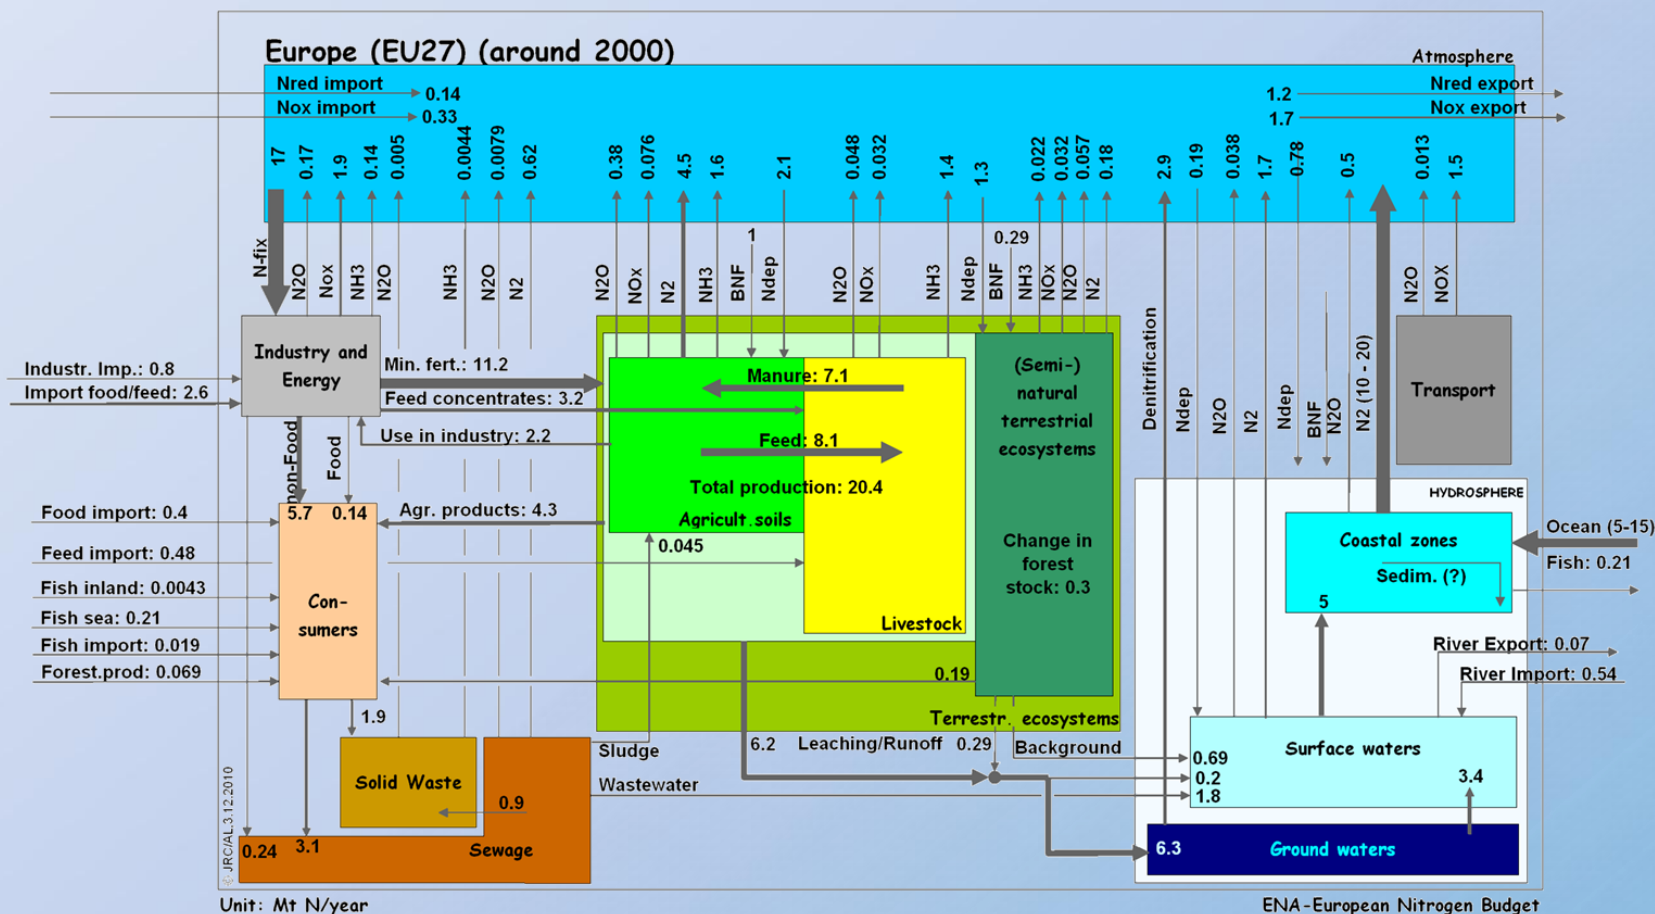 Europe (EU27) (around 2000)
Atmosphere
Nred import
0.14
Nox import
0.33
1.2
Nred export
1.7
Nox export
17
0.17
1.9
0.14
0.005
0.0044
0.0079
0.62
0.38
0.076
4.5
1.6
2.1
0.048
0.032
1.4
1.3
0.022
0.032
0.057
0.18
2.9
0.19
0.038
1.7
0.78
0.5
0.013
1.5
1
0.29
N-fix
N2O
Nox
NH3
N2O
NH3
N2O
N2
N2O
NOx
N2
NH3
BNF
Ndep
N2O
NOx
NH3
Ndep
BNF
NH3
NOx
N2O
N2
Denitrification
Ndep
N2O
N2
Ndep
BNF
N2O
N2 (10 - 20)
N2O
NOX
Industry and
Energy
Industr. Imp.: 0.8
Import food/feed: 2.6
Min. fert.: 11.2
Feed concentrates: 3.2
Use in industry: 2.2
Manure: 7.1
Feed: 8.1
Total production: 20.4
Agricult.soils
Livestock
(Semi-)
natural
terrestrial
ecosystems
Change in
forest
stock: 0.3
Transport
non-Food
Food
5.7
0.14
Agr. products: 4.3
0.045
Food import: 0.4
Feed import: 0.48
Fish inland: 0.0043
Fish sea: 0.21
Fish import: 0.019
Forest.prod: 0.069
Con-
sumers
0.19
Terrestr. ecosystems
HYDROSPHERE
Coastal zones
Sedim. (?)
5
Ocean (5-15)
Fish: 0.21
River Export: 0.07
River Import: 0.54
1.9
Sludge
6.2
Leaching/Runoff
0.29
Background
Surface waters
0.69
0.2
1.8
3.4
Solid Waste
0.9
Wastewater
0.24
3.1
Sewage
6.3
Ground waters
© JRC/AL.3.12.2010
Unit: Mt N/year
ENA-European Nitrogen Budget